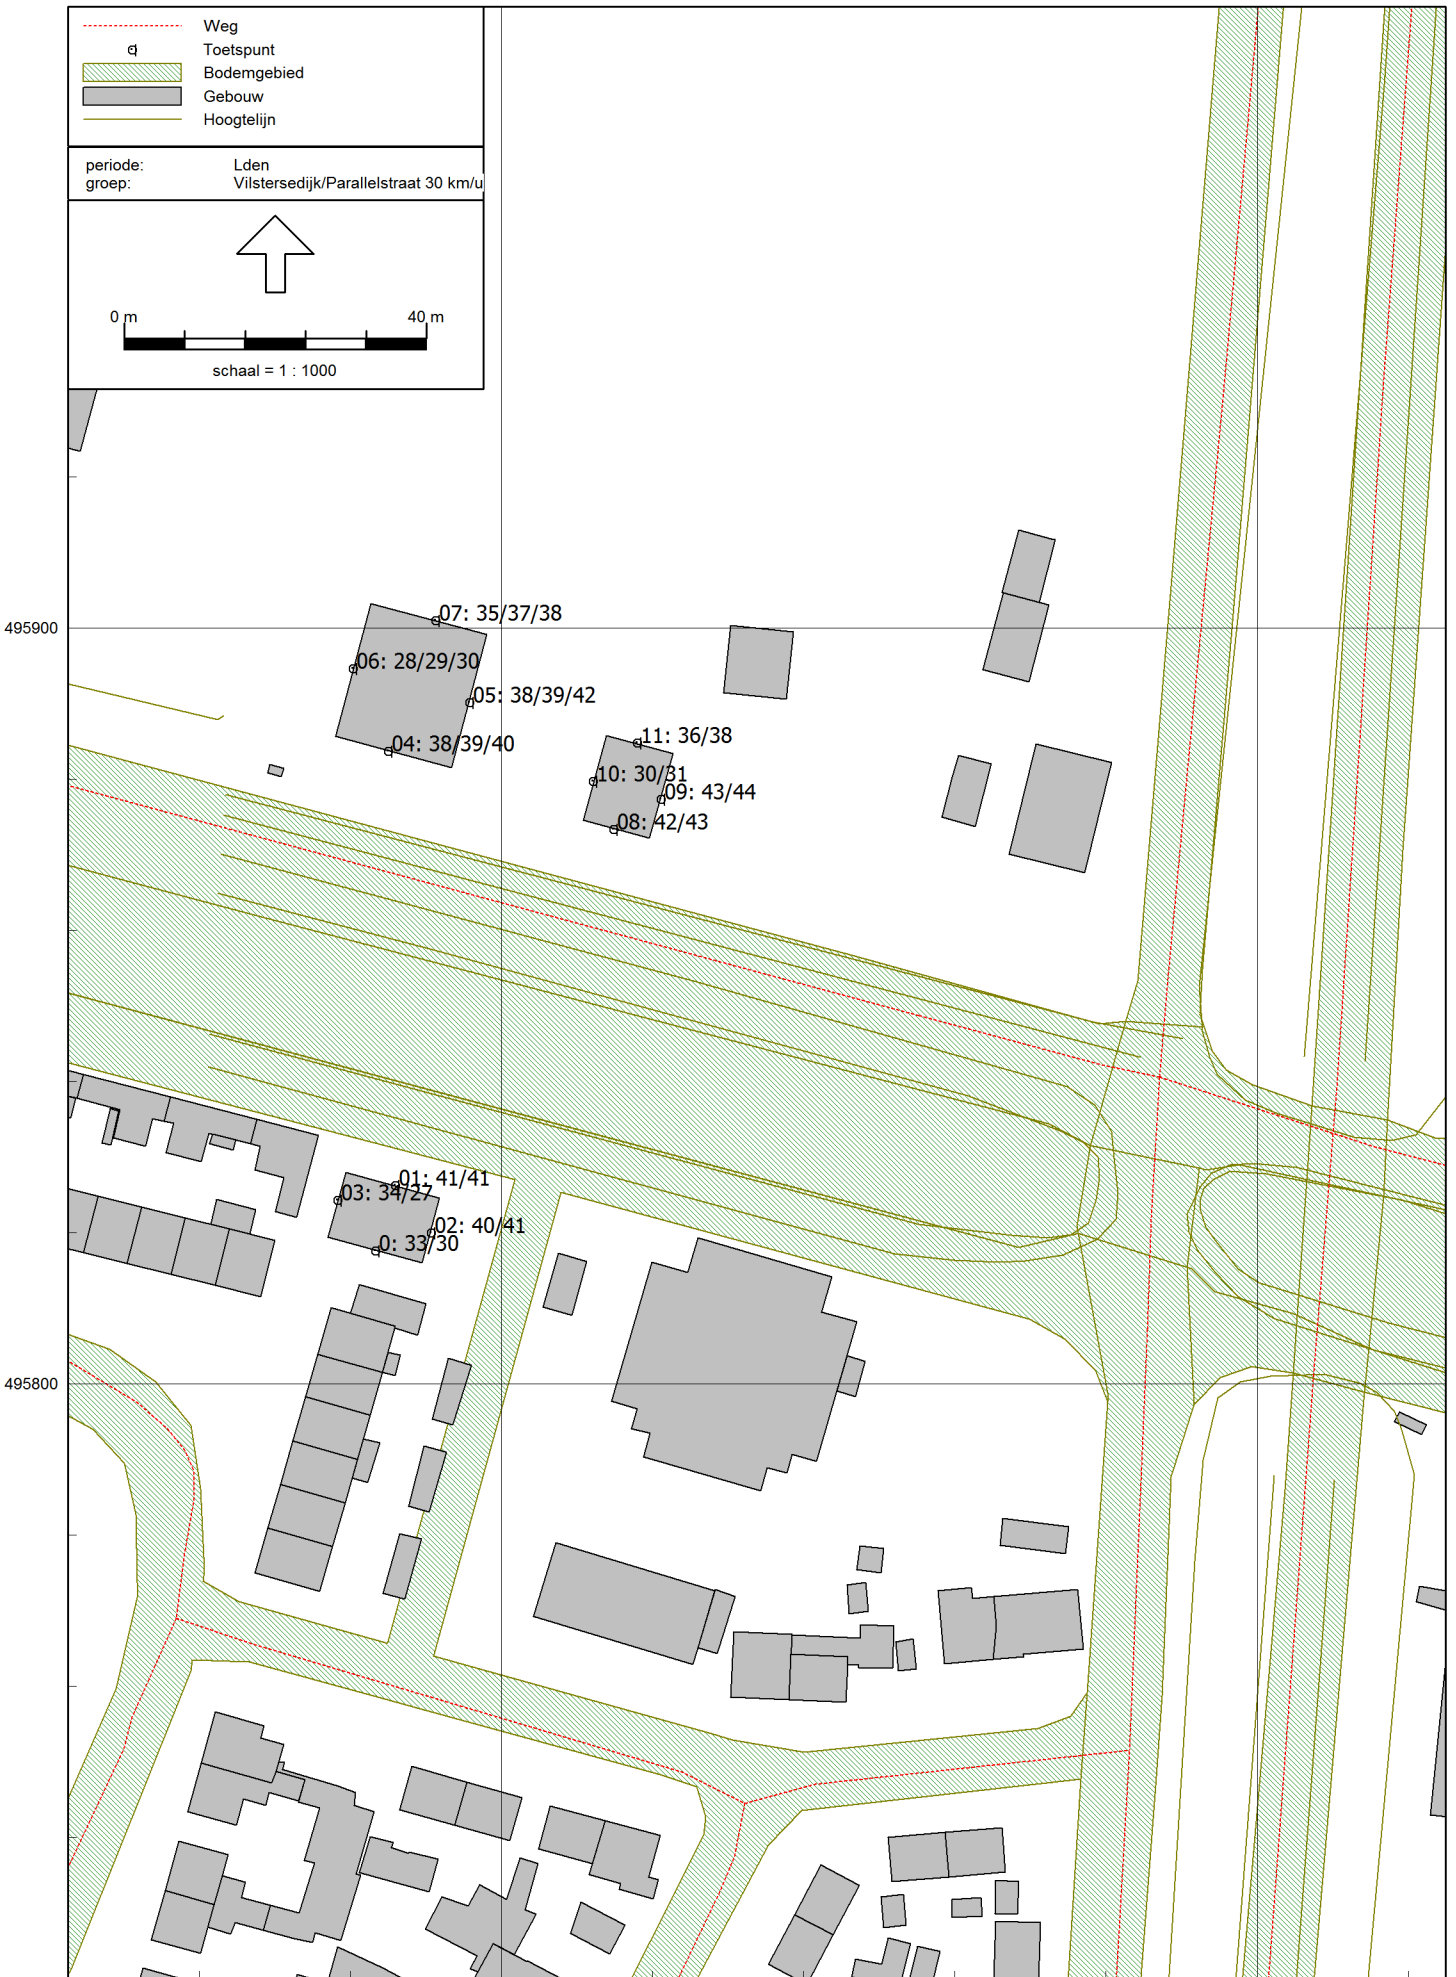 Weg
Toetspunt
Bodemgebied
Gebouw
Hoogtelijn
periode: Lden
groep: Vilstersedijk/Parallelstraat 30 km/u
0 m 40 m
schaal = 1 : 1000
495900
07: 35/37/38
06: 28/29/30
05: 38/39/42
04: 38/39/40
11: 36/38
10: 30/31
09: 43/44
08: 42/43
01: 41/41
03: 34/27
02: 40/41
0: 33/30
495800